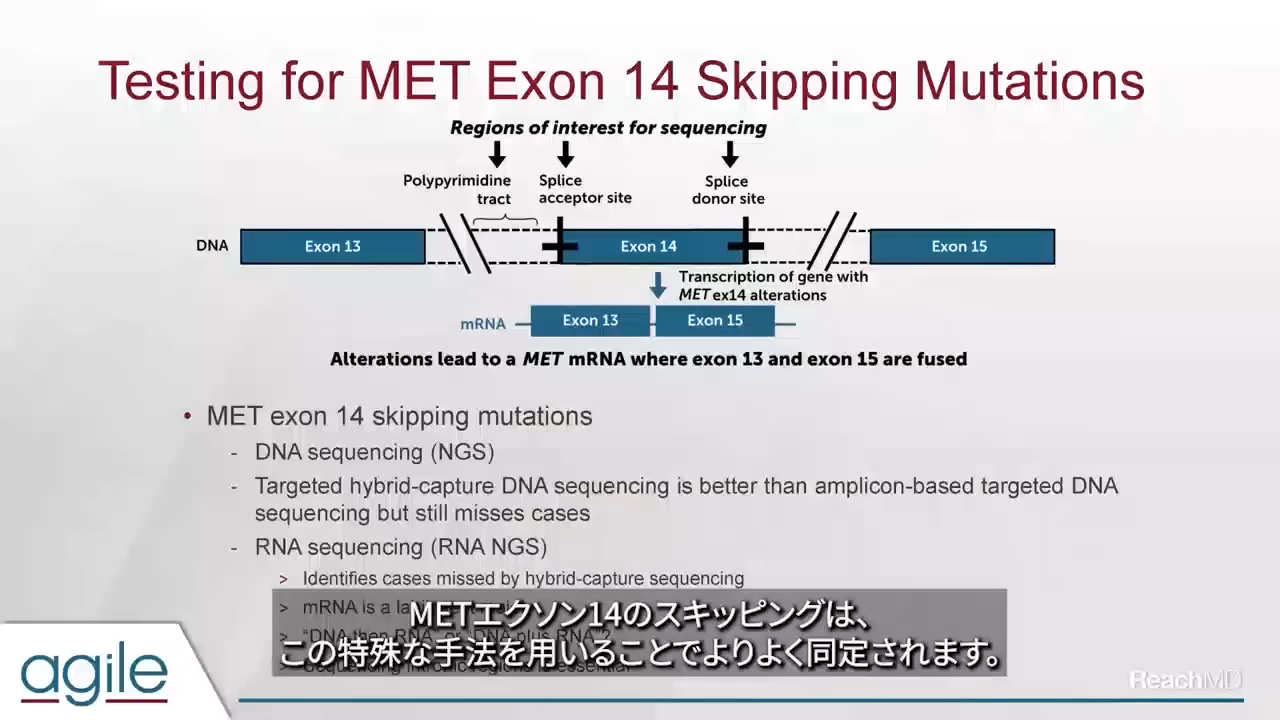 Testing for MET Exon 14 Skipping Mutations
Regions of interest for sequencing
Polypyrimidine
tract
Splice
acceptor site
Splice
donor site
DNA
Exon 13
Exon 14
Exon 15
Transcription of gene with
MET ex14 alterations
mRNA
Exon 13
Exon 15
Alterations lead to a MET mRNA where exon 13 and exon 15 are fused
• MET exon 14 skipping mutations
- DNA sequencing (NGS)
- Targeted hybrid-capture DNA sequencing is better than amplicon-based targeted DNA
sequencing but still misses cases
- RNA sequencing (RNA NGS)
> Identifies cases missed by hybrid-capture sequencing
> mRNA is a
> "DNA then RNA" or "DNA plus RNA"?
METエクソン14のスキッピングは、
この特殊な手法を用いることでよりよく同定されます。
agile
ReachMD